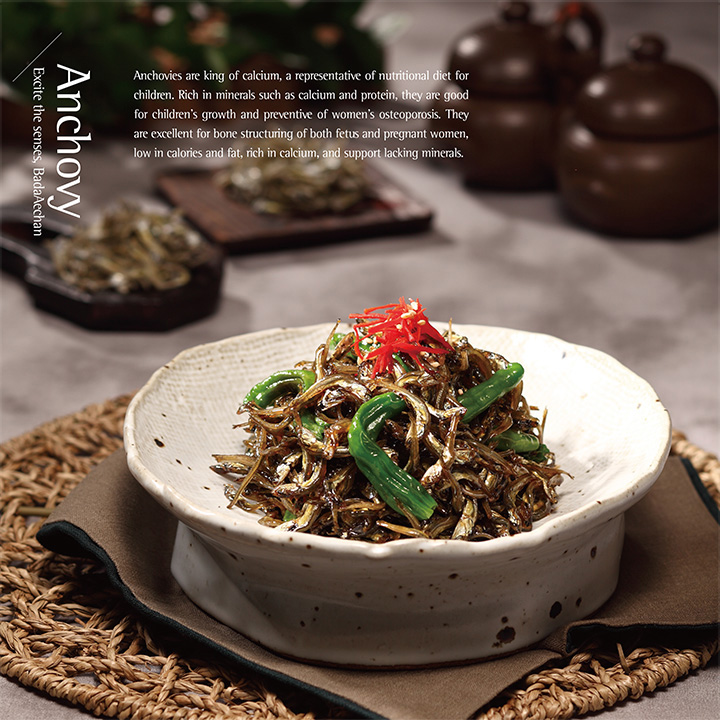 Anchovy
Excite the senses, BadaAechan
Anchovies are king of calcium, a representative of nutritional diet for
children. Rich in minerals such as calcium and protein, they are good
for children's growth and preventive of women's osteoporosis. They
are excellent for bone structuring of both fetus and pregnant women,
low in calories and fat, rich in calcium, and support lacking minerals.